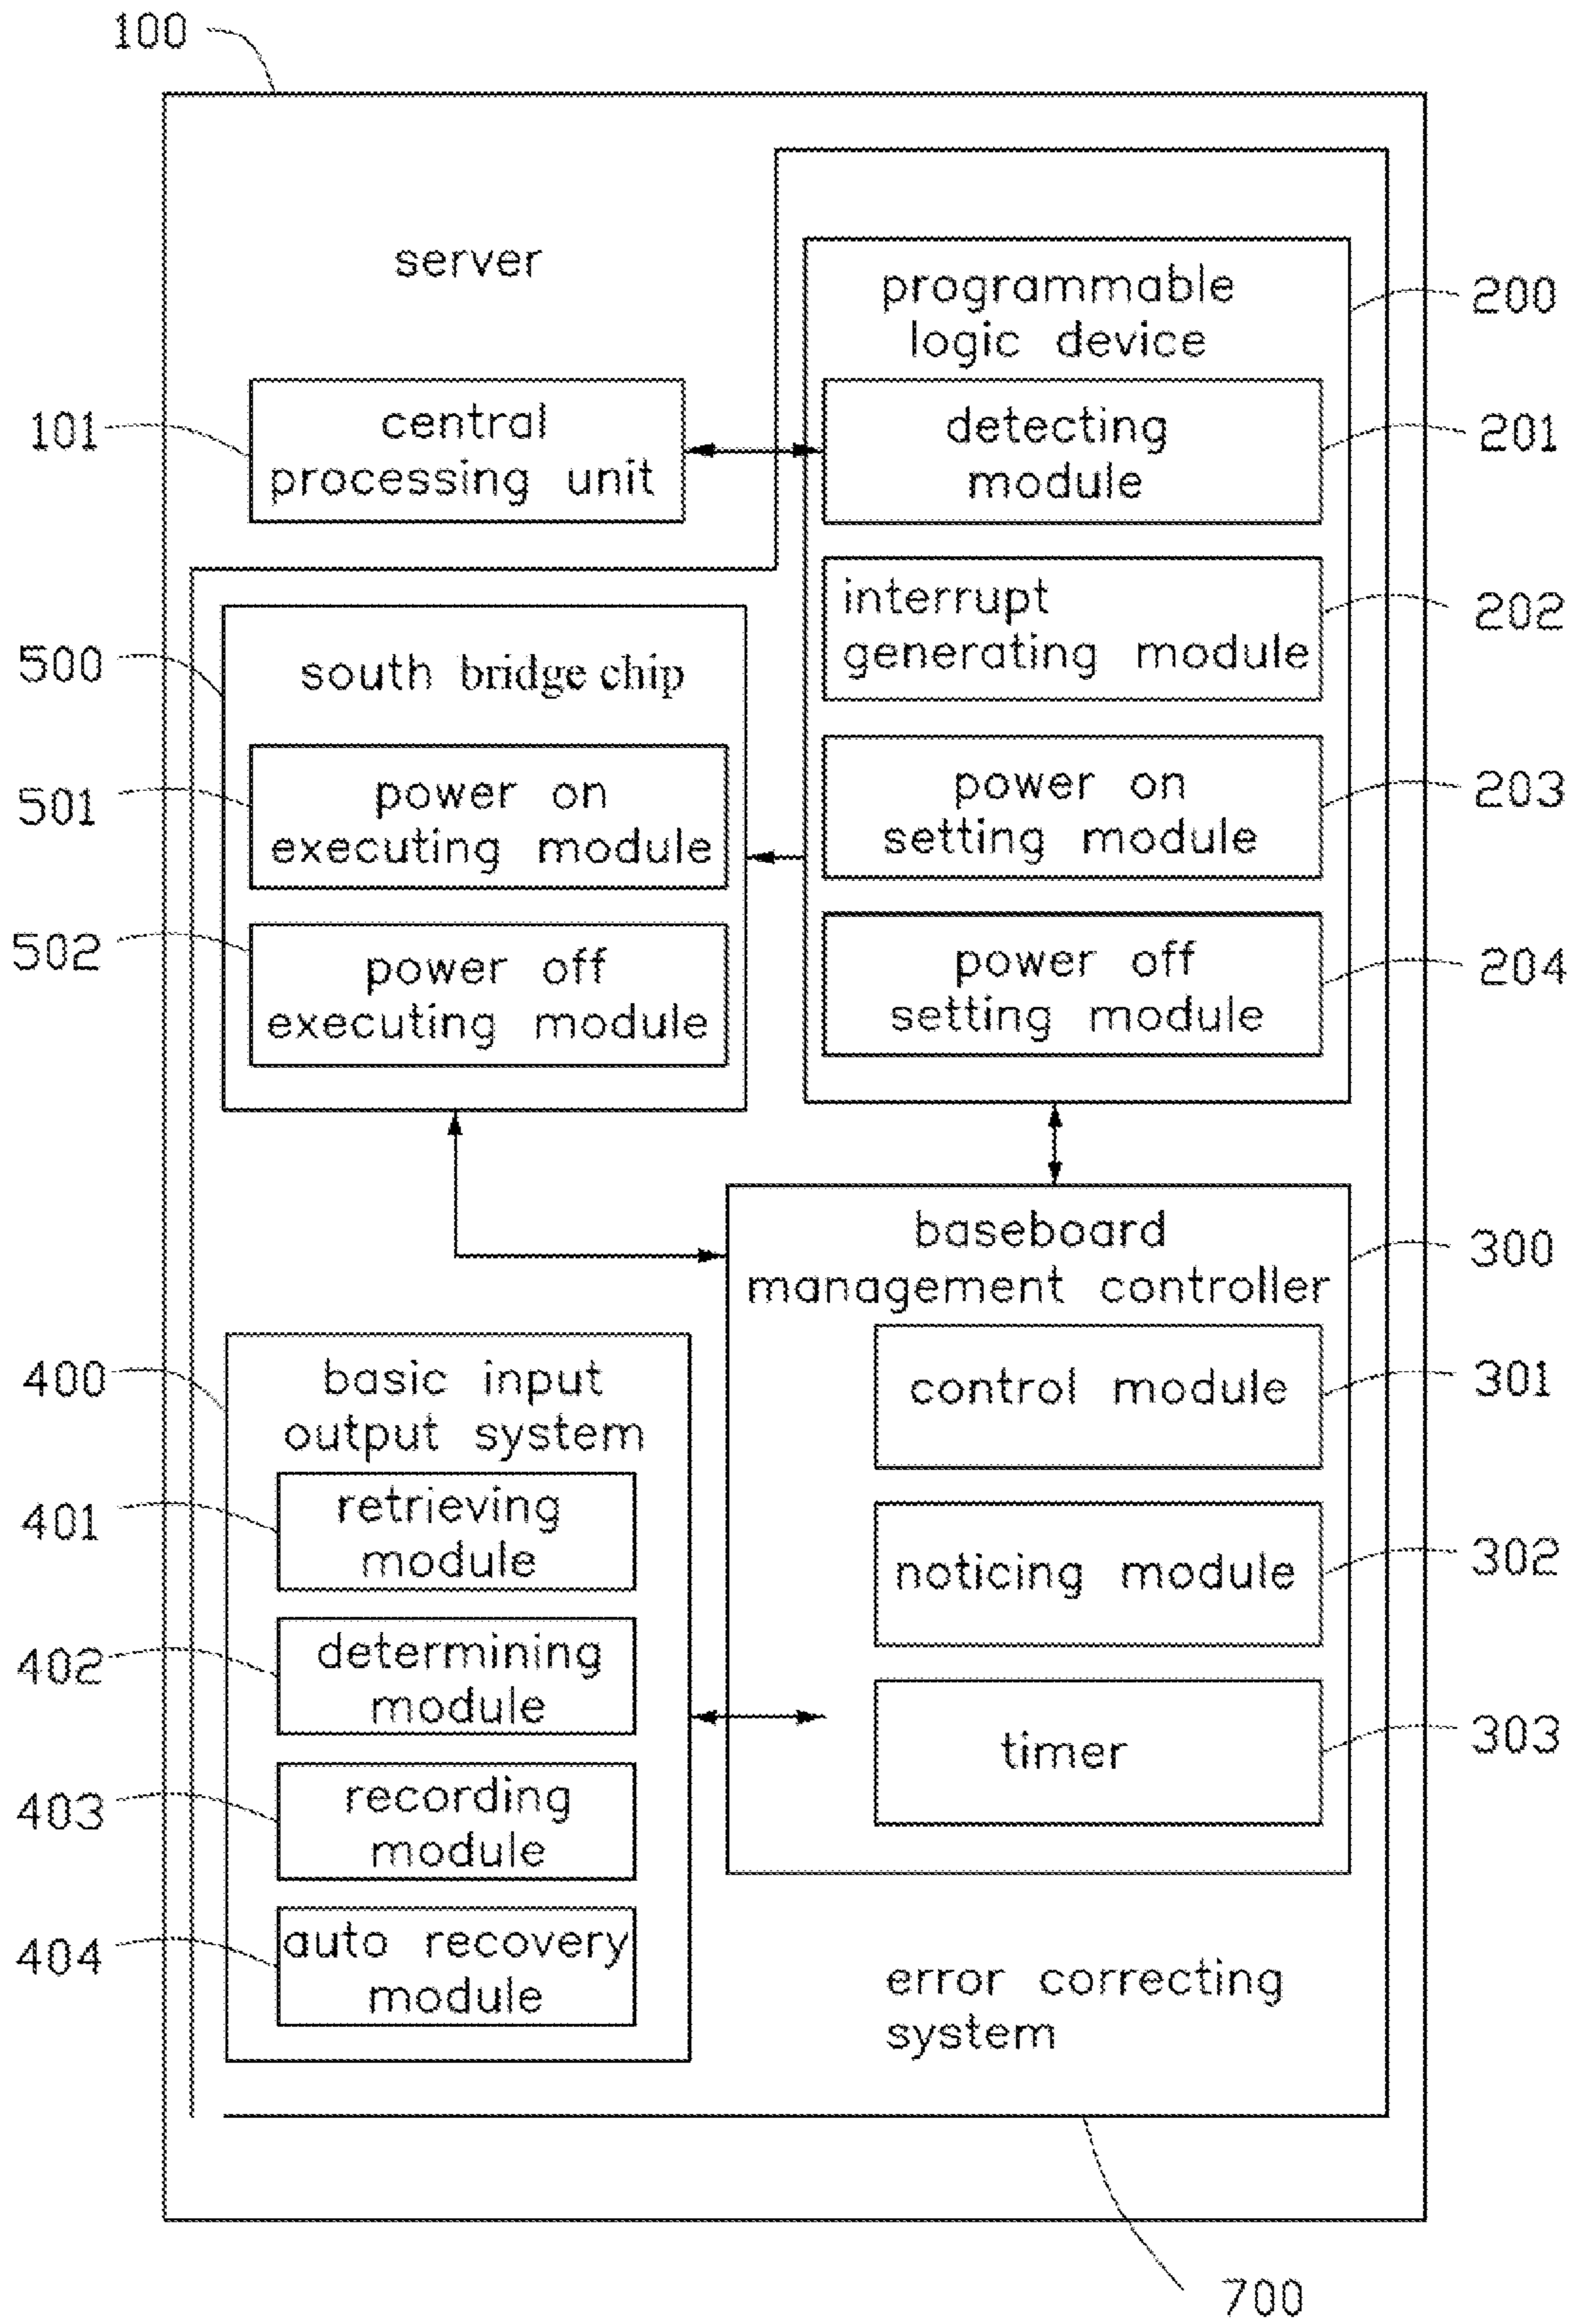 100
server
programmable
logic device
200
101
central
processing unit
detecting
module
201
interrupt
generating module
202
500
south bridge chip
501
power on
executing module
power on
setting module
203
502
power off
executing module
power off
setting module
204
baseboard
management controller
300
400
basic input
output system
control module
301
401
retrieving
module
noticing module
302
402
determining
module
timer
303
403
recording
module
404
auto recovery
module
error correcting
system
700